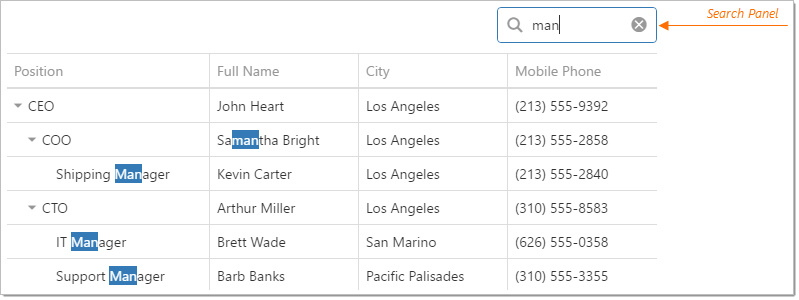 man Search Panel
Position Full Name City Mobile Phone
CEO John Heart Los Angeles (213) 555-9392
COO Samantha Bright Los Angeles (213) 555-2858
Shipping Manager Kevin Carter Los Angeles (213) 555-2840
CTO Arthur Miller Los Angeles (310) 555-8583
IT Manager Brett Wade San Marino (626) 555-0358
Support Manager Barb Banks Pacific Palisades (310) 555-3355